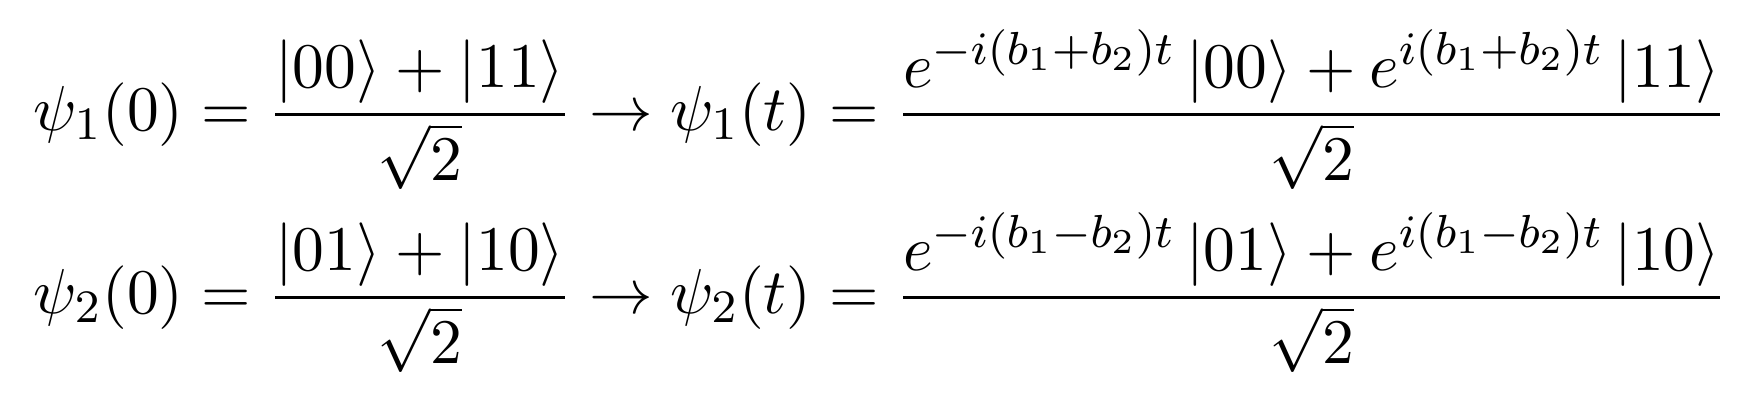 ψ₁(0) = (|00⟩ + |11⟩)/√2 → ψ₁(t) = (e^{−i(b₁+b₂)t} |00⟩ + e^{i(b₁+b₂)t} |11⟩)/√2
ψ₂(0) = (|01⟩ + |10⟩)/√2 → ψ₂(t) = (e^{−i(b₁−b₂)t} |01⟩ + e^{i(b₁−b₂)t} |10⟩)/√2